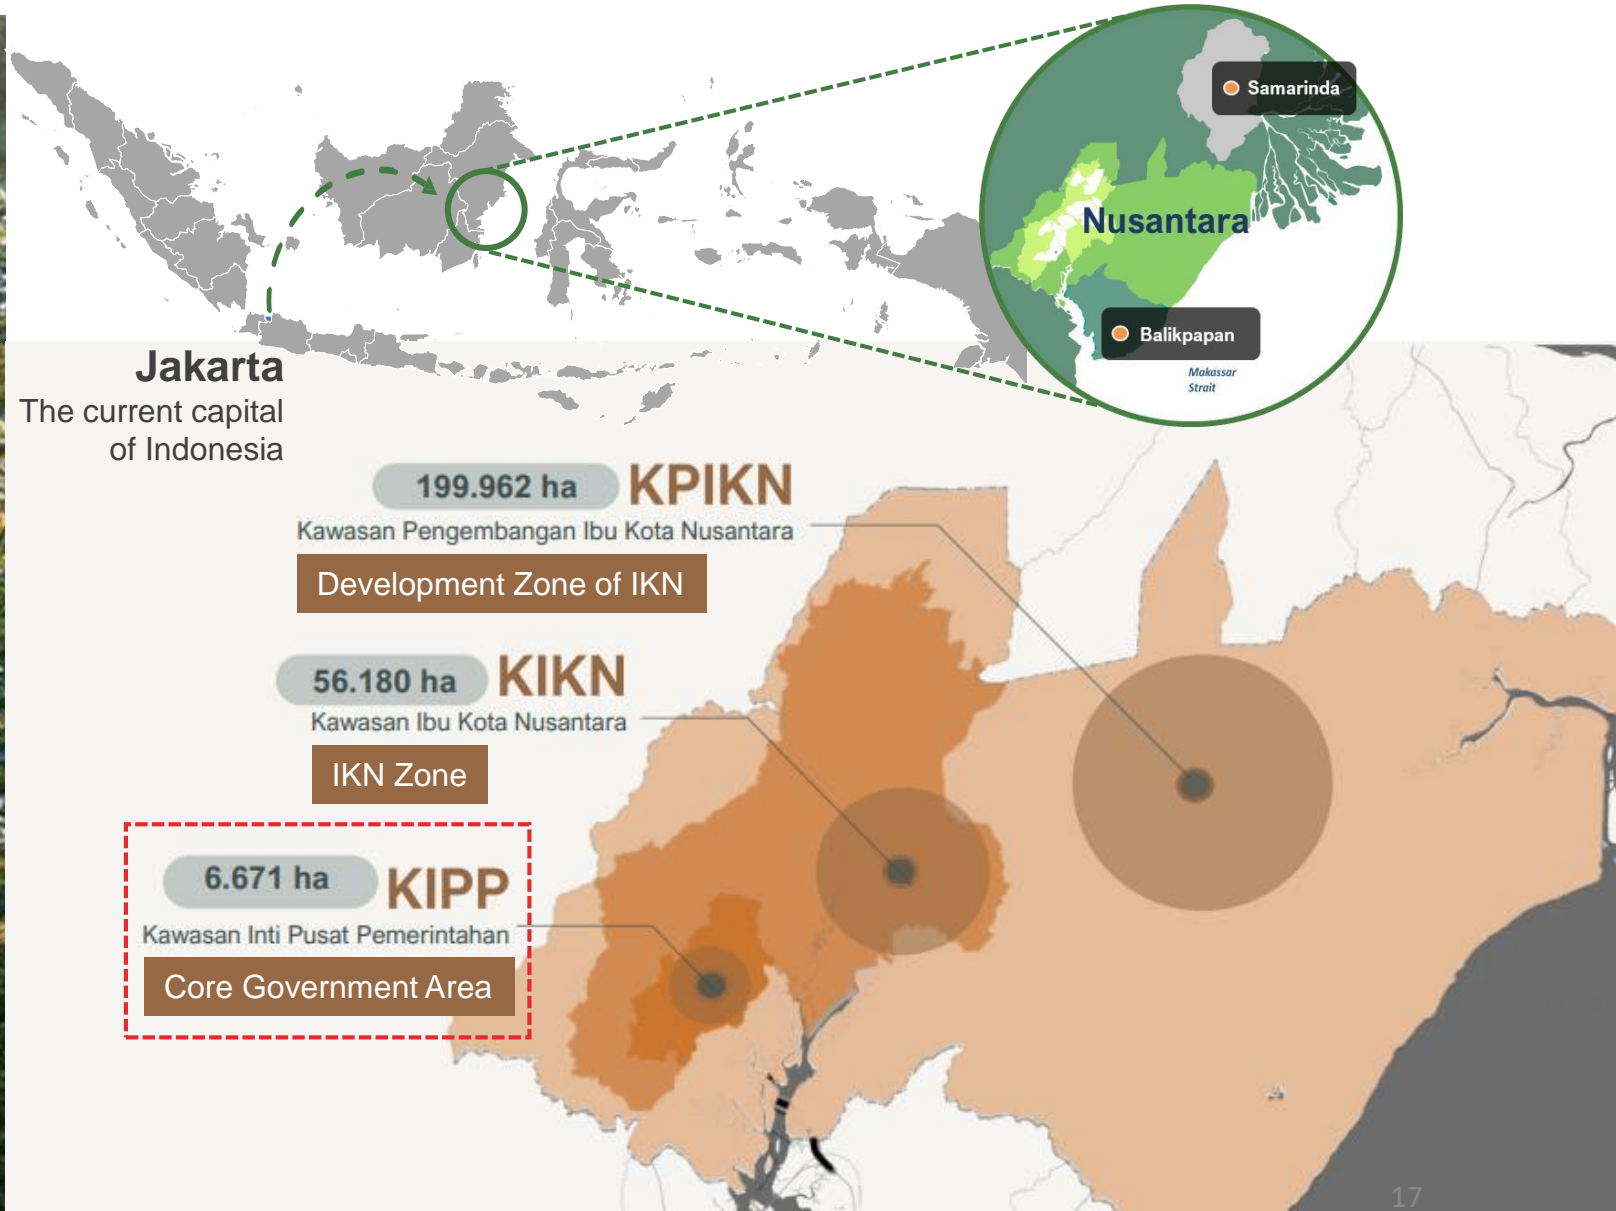 Samarinda
Nusantara
Balikpapan
Makassar
Strait
Jakarta
The current capital
of Indonesia
199.962 ha KPIKN
Kawasan Pengembangan Ibu Kota Nusantara
Development Zone of IKN
56.180 ha KIKN
Kawasan Ibu Kota Nusantara
IKN Zone
6.671 ha KIPP
Kawasan Inti Pusat Pemerintahan
Core Government Area
17